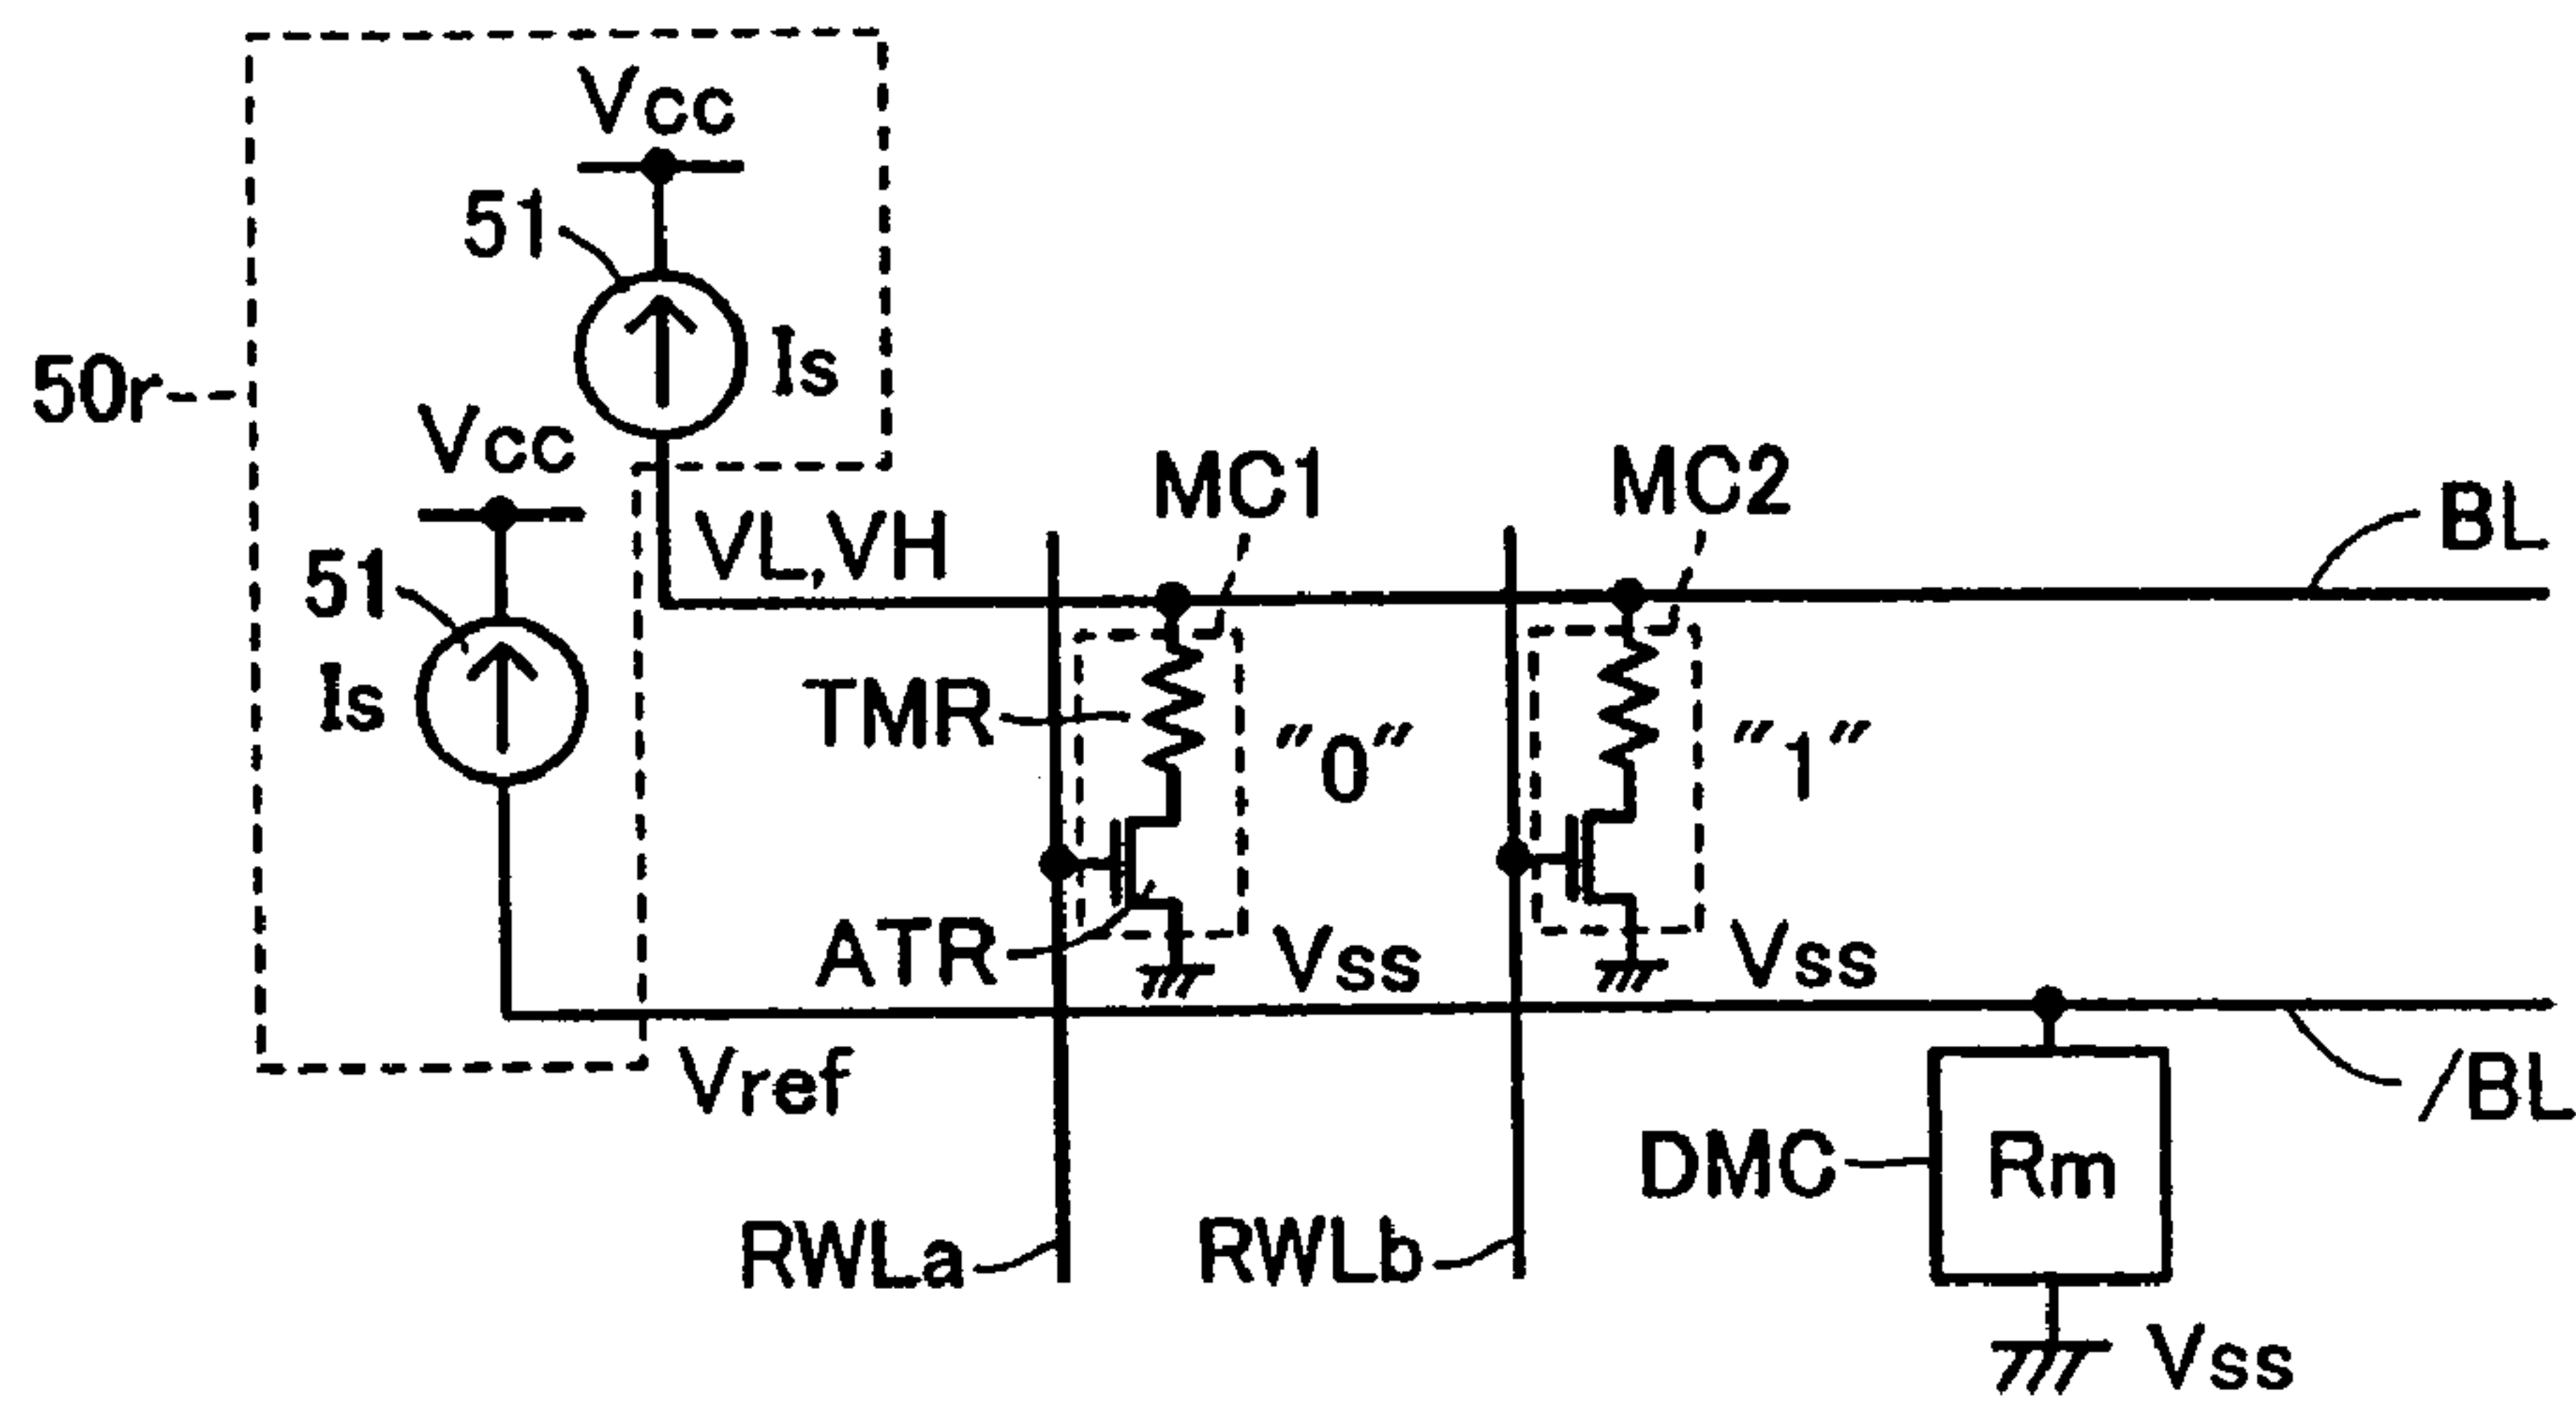 Vcc
51
Is
50r
Vcc
51
Is
VL,VH
MC1
MC2
BL
TMR
"0"
"1"
ATR
Vss
Vss
Vref
/BL
DMC
Rm
RWLa
RWLb
Vss